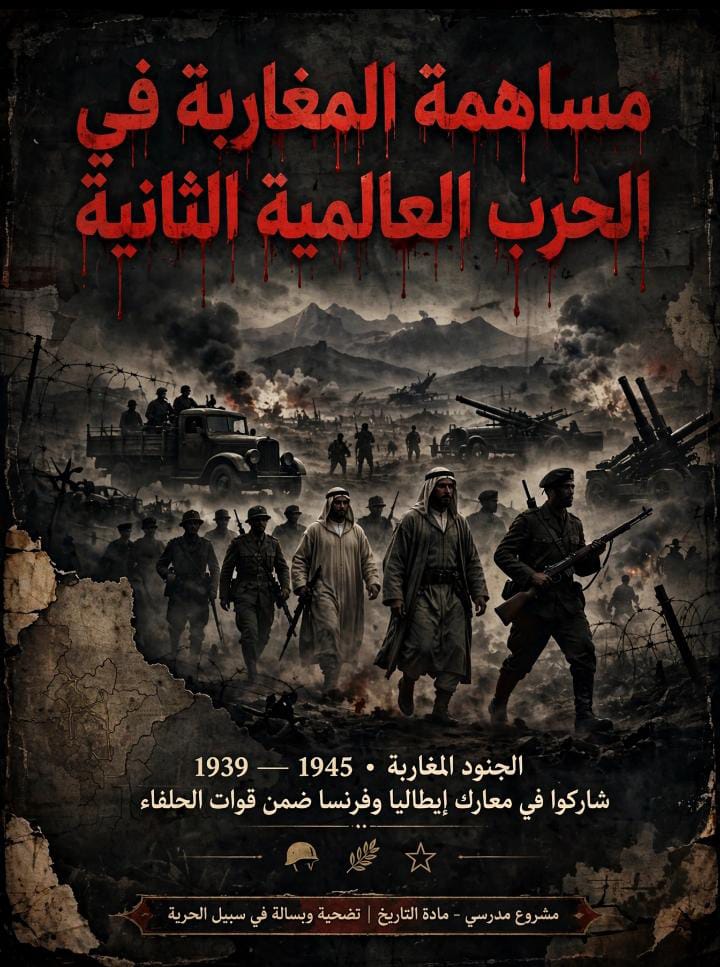 مساهمة المغاربة في
الحرب العالمية الثانية
الجنود المغاربة • 1945 — 1939
شاركوا في معارك إيطاليا وفرنسا ضمن قوات الحلفاء
مشروع مدرسي - مادة التاريخ | تضحية وبسالة في سبيل الحرية